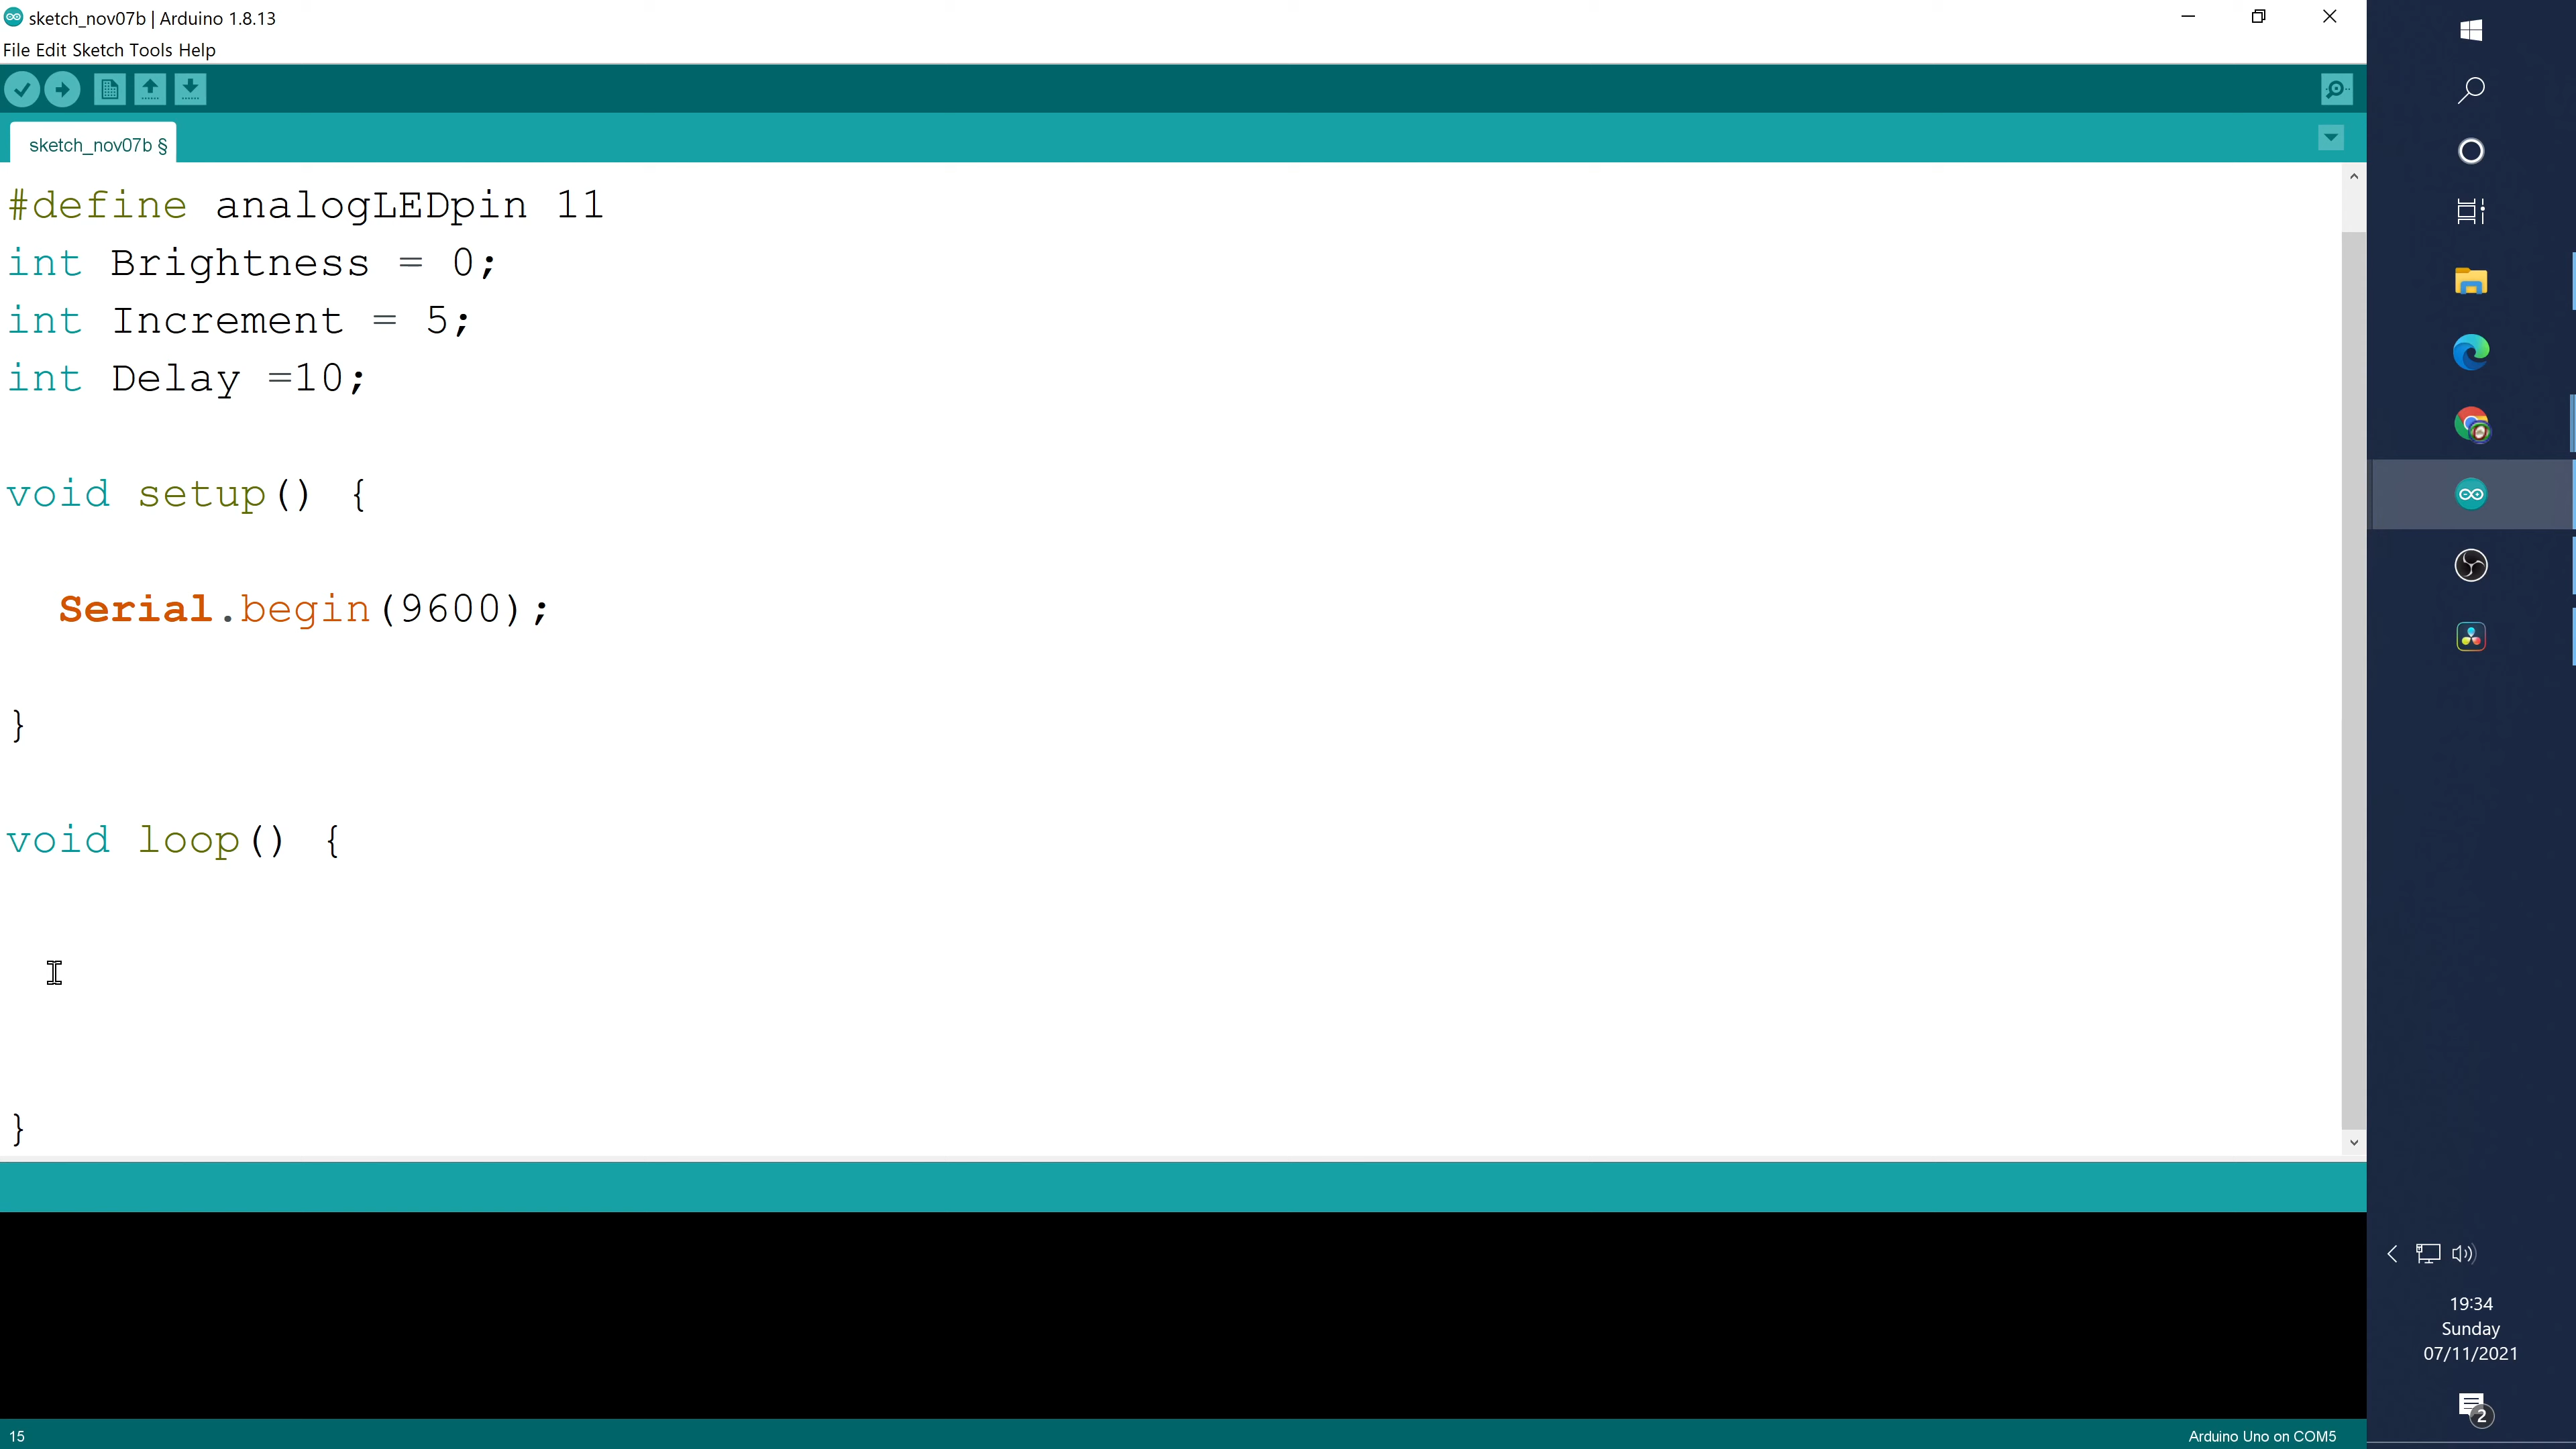 sketch_nov07b | Arduino 1.8.13
File Edit Sketch Tools Help
sketch_nov07b §
#define analogLEDpin 11
int Brightness = 0;
int Increment = 5;
int Delay =10;
void setup() {
Serial.begin(9600);
}
void loop() {
}
15
Arduino Uno on COM5
19:34
Sunday
07/11/2021
2